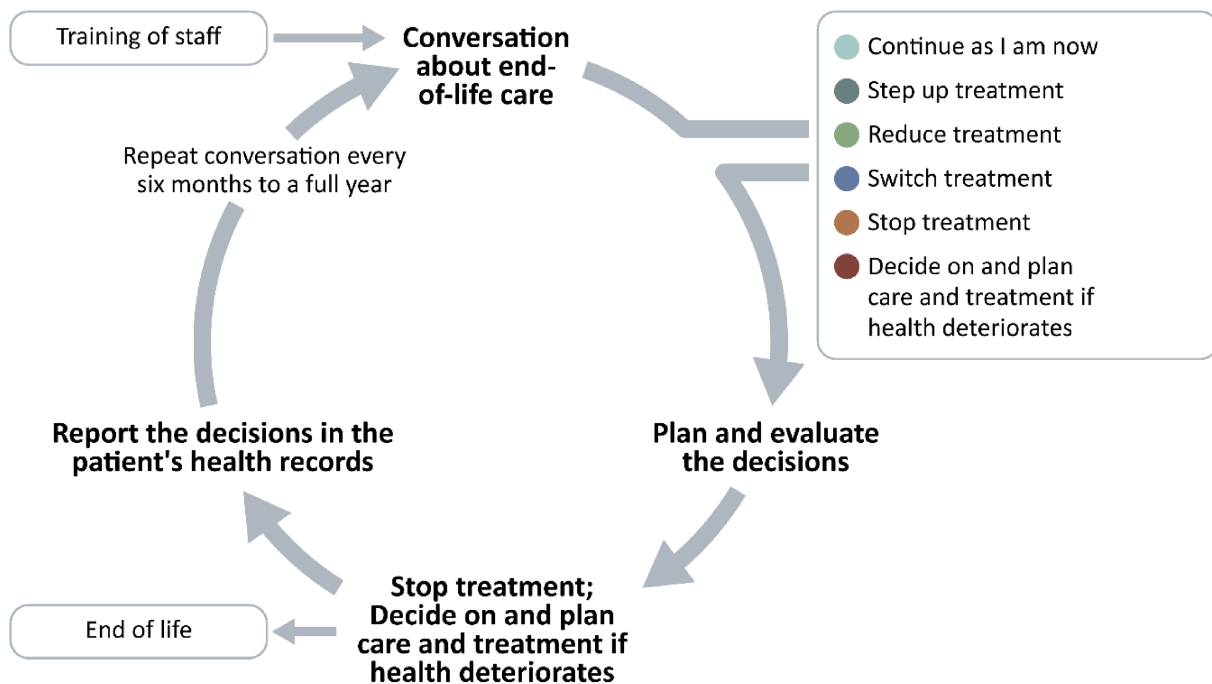 Training of staff
Conversation
about end-
of-life care
Continue as I am now
Step up treatment
Reduce treatment
Switch treatment
Stop treatment
Decide on and plan
care and treatment if
health deteriorates
Repeat conversation every
six months to a full year
Plan and evaluate
the decisions
Report the decisions in the
patient's health records
Stop treatment;
Decide on and plan
care and treatment if
health deteriorates
End of life